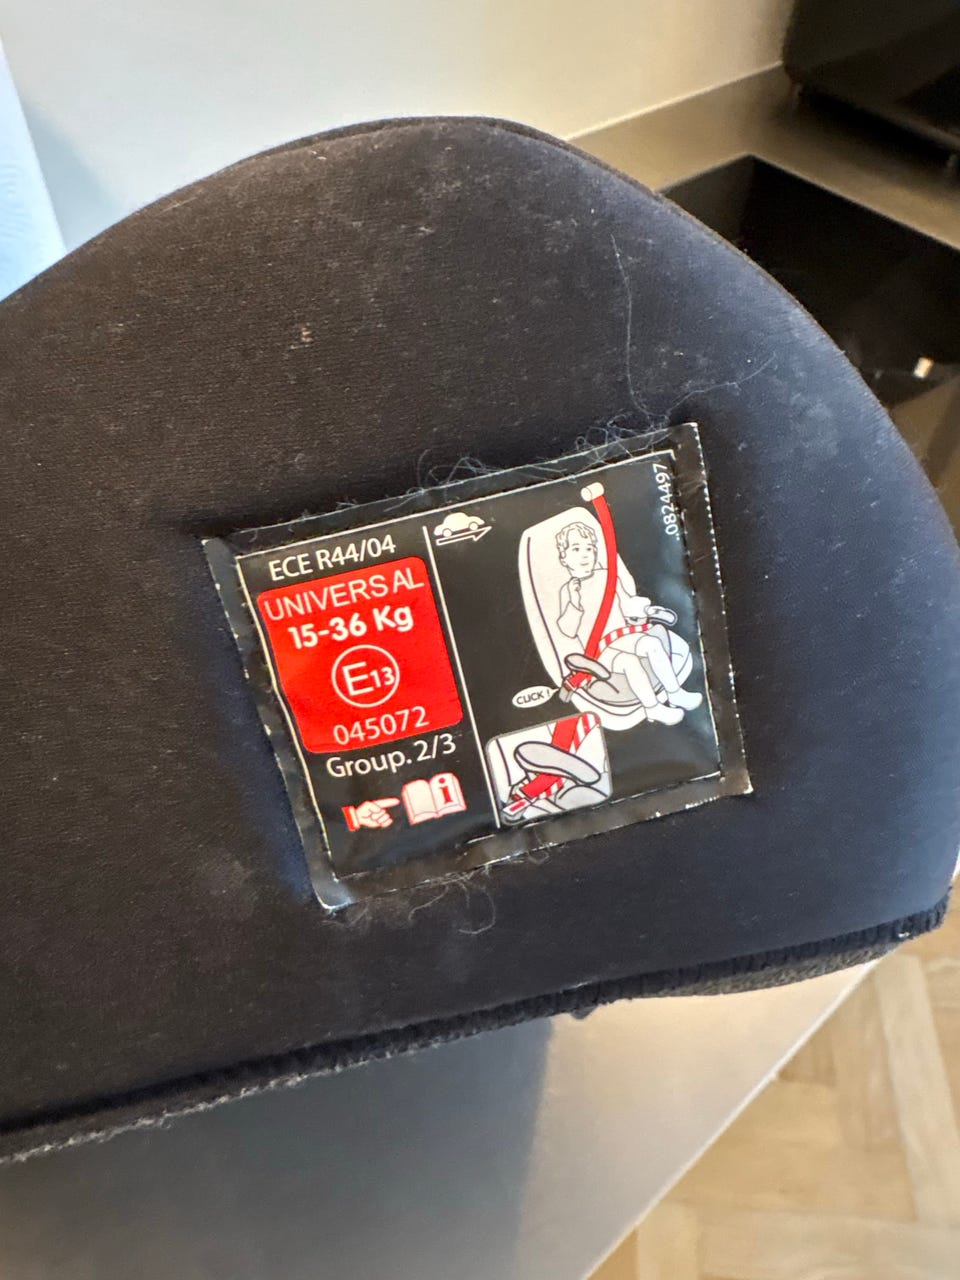 ECE R44/04
UNIVERSAL
15-36 Kg
E13
045072
Group. 2/3
i
CLICK !
.0824497